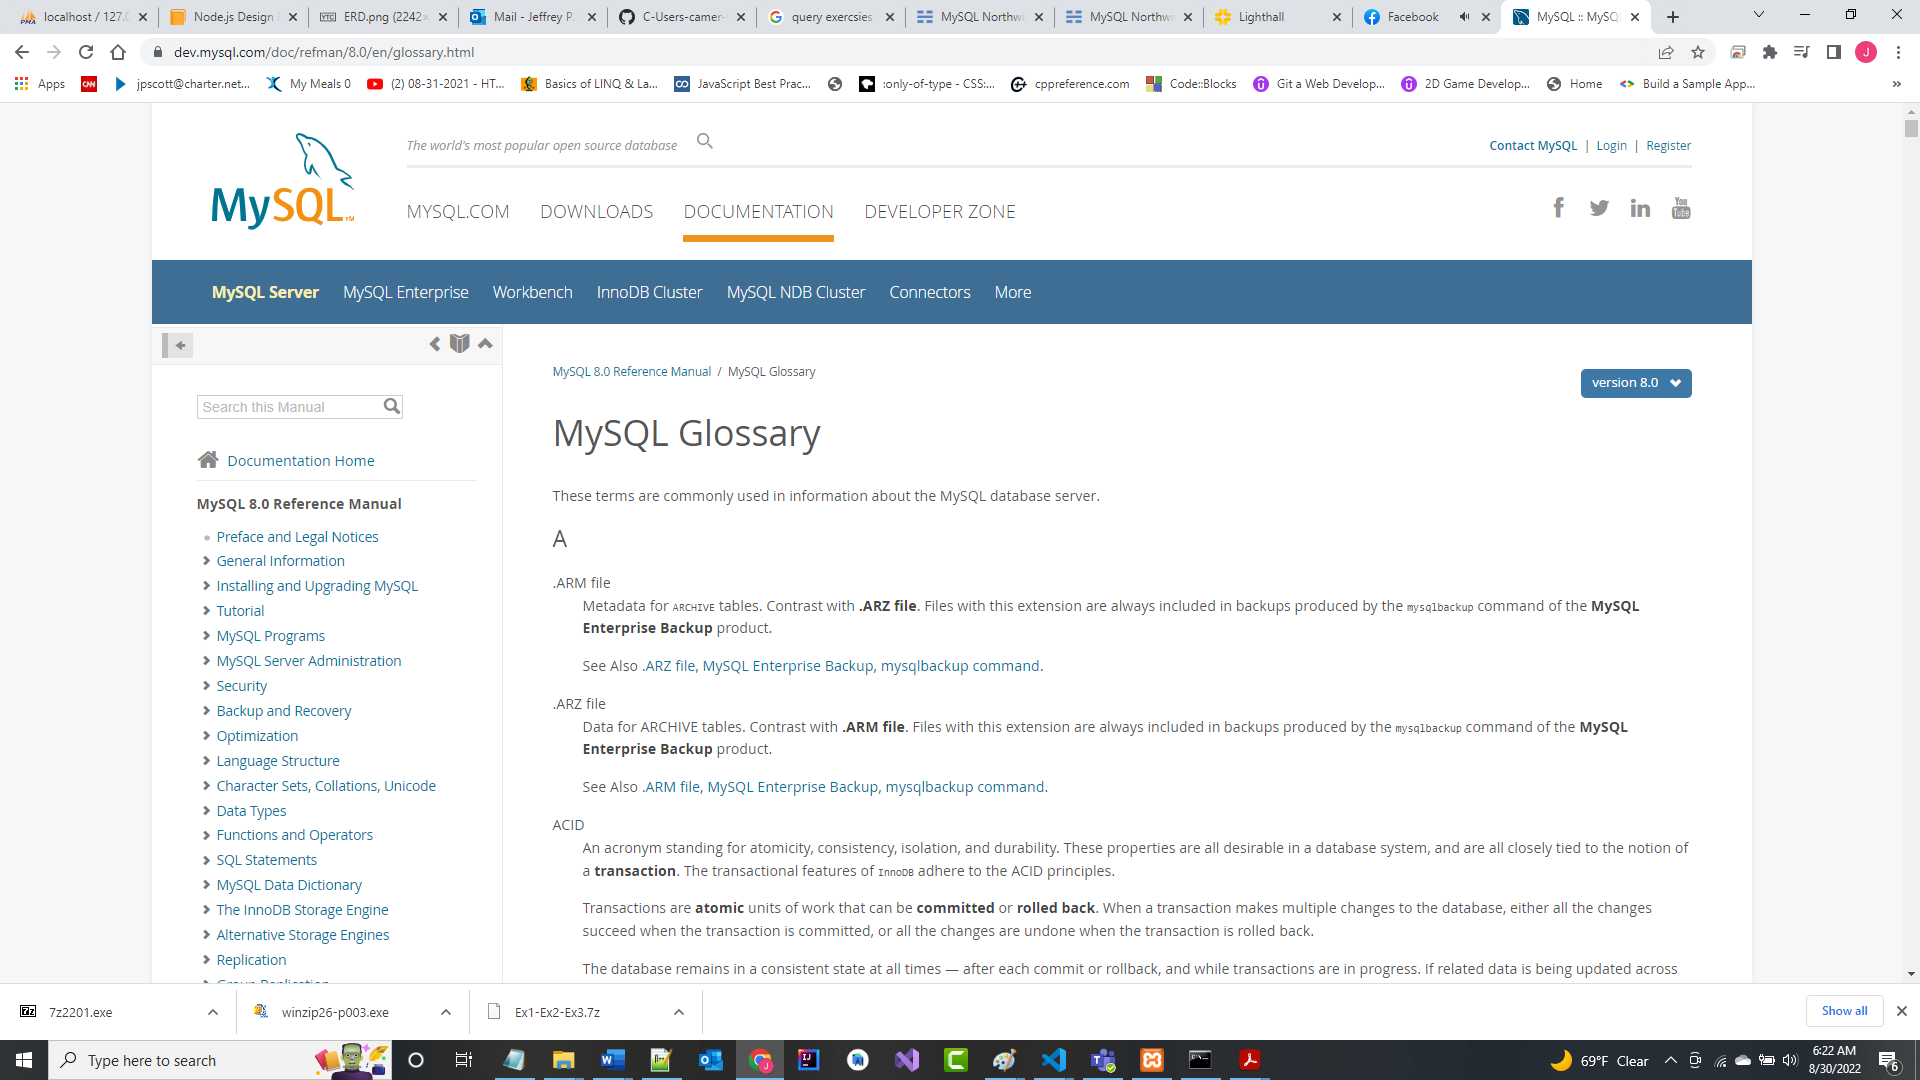 localhost / 127.0
Node.js Design
ERD.png (2242×
Mail - Jeffrey P.
C-Users-camer-
query exercsies
MySQL Northwi
MySQL Northwi
Lighthall
Facebook
MySQL :: MySQL
dev.mysql.com/doc/refman/8.0/en/glossary.html
J
Apps
CNN
jpscott@charter.net...
My Meals 0
(2) 08-31-2021 - HT...
Basics of LINQ & La...
JavaScript Best Prac...
:only-of-type - CSS:...
cppreference.com
Code::Blocks
Git a Web Develop...
2D Game Develop...
Home
Build a Sample App...
»
MySQL™
The world's most popular open source database
Contact MySQL | Login | Register
MYSQL.COM
DOWNLOADS
DOCUMENTATION
DEVELOPER ZONE
You Tube
MySQL Server
MySQL Enterprise
Workbench
InnoDB Cluster
MySQL NDB Cluster
Connectors
More
Search this Manual
Documentation Home
MySQL 8.0 Reference Manual
Preface and Legal Notices
General Information
Installing and Upgrading MySQL
Tutorial
MySQL Programs
MySQL Server Administration
Security
Backup and Recovery
Optimization
Language Structure
Character Sets, Collations, Unicode
Data Types
Functions and Operators
SQL Statements
MySQL Data Dictionary
The InnoDB Storage Engine
Alternative Storage Engines
Replication
Group Replication
MySQL 8.0 Reference Manual / MySQL Glossary
version 8.0
MySQL Glossary
These terms are commonly used in information about the MySQL database server.
A
.ARM file
Metadata for ARCHIVE tables. Contrast with .ARZ file. Files with this extension are always included in backups produced by the mysqlbackup command of the MySQL
Enterprise Backup product.
See Also .ARZ file, MySQL Enterprise Backup, mysqlbackup command.
.ARZ file
Data for ARCHIVE tables. Contrast with .ARM file. Files with this extension are always included in backups produced by the mysqlbackup command of the MySQL
Enterprise Backup product.
See Also .ARM file, MySQL Enterprise Backup, mysqlbackup command.
ACID
An acronym standing for atomicity, consistency, isolation, and durability. These properties are all desirable in a database system, and are all closely tied to the notion of
a transaction. The transactional features of InnoDB adhere to the ACID principles.
Transactions are atomic units of work that can be committed or rolled back. When a transaction makes multiple changes to the database, either all the changes
succeed when the transaction is committed, or all the changes are undone when the transaction is rolled back.
The database remains in a consistent state at all times — after each commit or rollback, and while transactions are in progress. If related data is being updated across
7z2201.exe
winzip26-p003.exe
Ex1-Ex2-Ex3.7z
Show all
Type here to search
69°F Clear
6:22 AM
8/30/2022
6